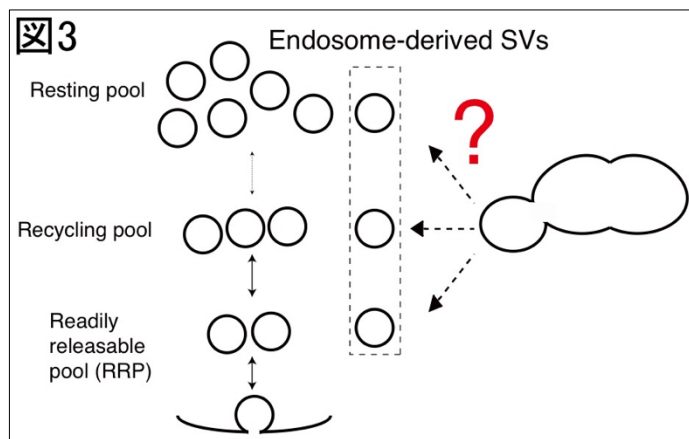 図3
Endosome-derived SVs
Resting pool
?
Recycling pool
Readily
releasable
pool (RRP)